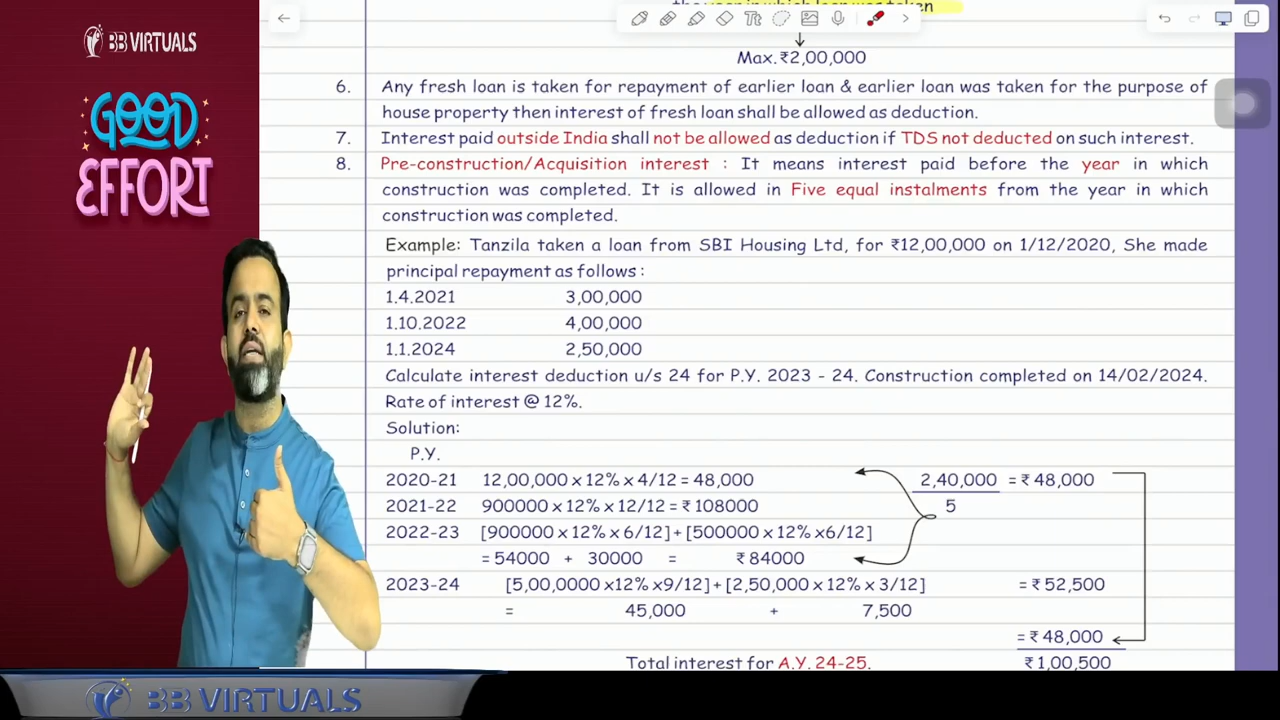 BB VIRTUALS
GOOD
EFFORT
loan was taken
Max. ₹2,00,000
6. Any fresh loan is taken for repayment of earlier loan & earlier loan was taken for the purpose of
house property then interest of fresh loan shall be allowed as deduction.
7. Interest paid outside India shall not be allowed as deduction if TDS not deducted on such interest.
8. Pre-construction/Acquisition interest : It means interest paid before the year in which
construction was completed. It is allowed in Five equal instalments from the year in which
construction was completed.
Example: Tanzila taken a loan from SBI Housing Ltd, for ₹12,00,000 on 1/12/2020, She made
principal repayment as follows :
1.4.2021 3,00,000
1.10.2022 4,00,000
1.1.2024 2,50,000
Calculate interest deduction u/s 24 for P.Y. 2023 - 24. Construction completed on 14/02/2024.
Rate of interest @ 12%.
Solution:
P.Y.
2020-21 12,00,000 x 12% x 4/12 = 48,000 2,40,000 = ₹ 48,000
2021-22 900000 x 12% x 12/12 = ₹ 108000 5
2022-23 [900000 x 12% x 6/12] + [500000 x 12% x6/12]
= 54000 + 30000 = ₹ 84000
2023-24 [5,00,0000 x12% x9/12] + [2,50,000 x 12% x 3/12] = ₹ 52,500
= 45,000 + 7,500
= ₹ 48,000
Total interest for A.Y. 24-25. ₹ 1,00,500
BB VIRTUALS